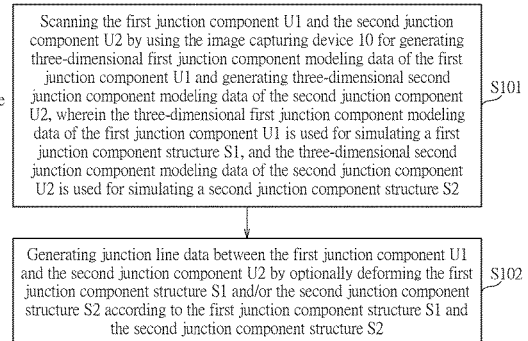 Scanning the first junction component U1 and the second junction
component U2 by using the image capturing device 10 for generating
three-dimensional first junction component modeling data of the
first junction component U1 and generating three-dimensional second
junction component modeling data of the second junction component
U2, wherein the three-dimensional first junction component modeling
data of the first junction component U1 is used for simulating a first
junction component structure S1, and the three-dimensional second
junction component modeling data of the second junction component
U2 is used for simulating a second junction component structure S2
S101
Generating junction line data between the first junction component U1
and the second junction component U2 by optionally deforming the first
junction component structure S1 and/or the second junction component
structure S2 according to the first junction component structure S1 and
the second junction component structure S2
S102